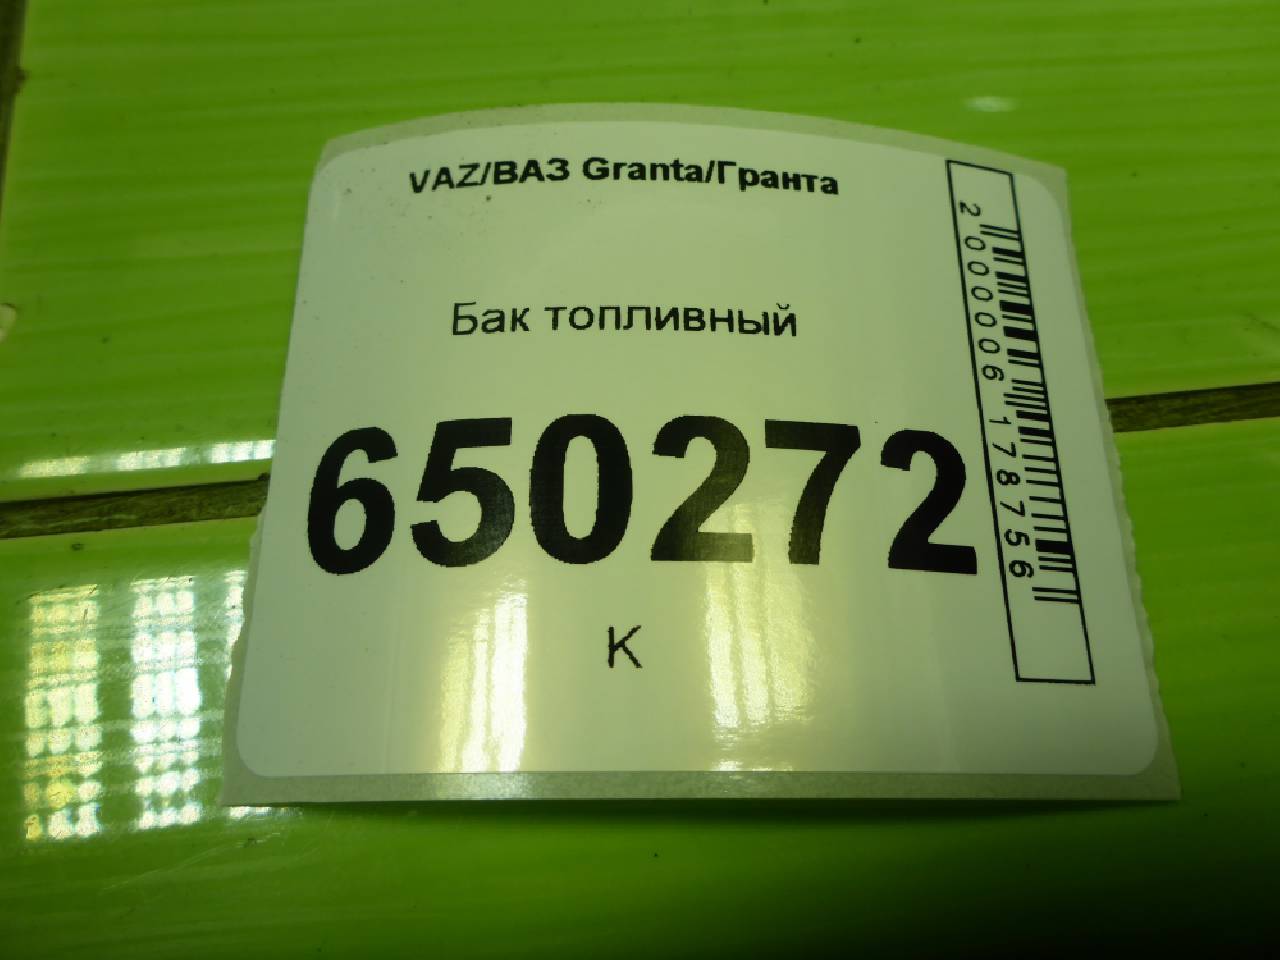 VAZ/ВАЗ Granta/Гранта
Бак топливный
650272
К
2000006178756